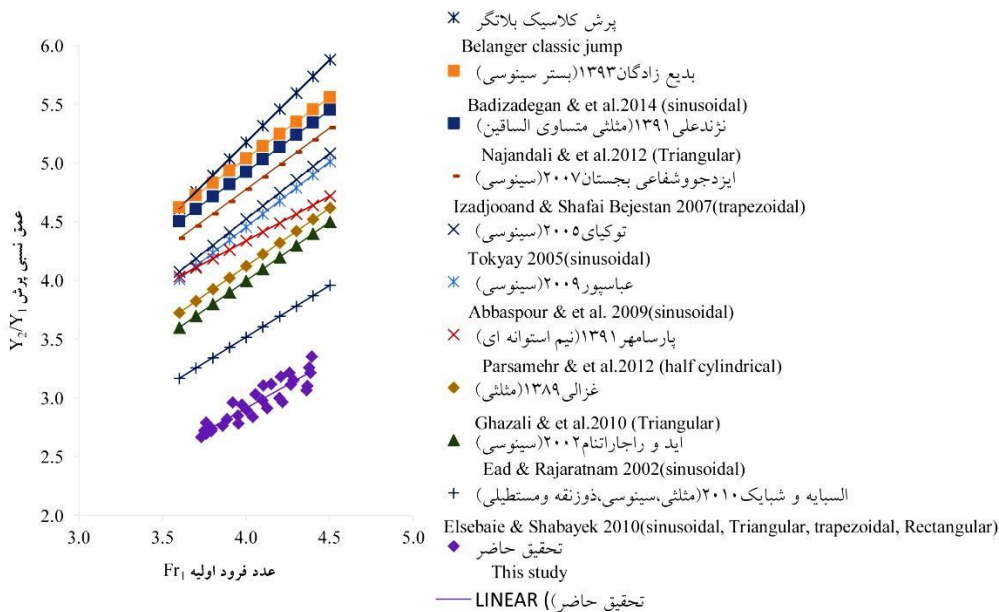 6.0
5.5
5.0
4.5
4.0
3.5
3.0
2.5
2.0
3.0 3.5 4.0 4.5 5.0
عمق نسبی پرش Y₂/Y₁
عدد فرود اولیه Fr₁
پرش کلاسیک بلانگر
Belanger classic jump
بدیع زادگان۱۳۹۳(بستر سینوسی)
Badizadegan & et al.2014 (sinusoidal)
نژندعلی۱۳۹۱(مثلثی متساوی الساقین)
Najandali & et al.2012 (Triangular)
ایزدجووشفاعی بجستان۲۰۰۷(سینوسی)
Izadjooand & Shafai Bejestan 2007(trapezoidal)
توکیای۲۰۰۵(سینوسی)
Tokyay 2005(sinusoidal)
عباسپور۲۰۰۹(سینوسی)
Abbaspour & et al. 2009(sinusoidal)
پارسامهر۱۳۹۱(نیم استوانه ای)
Parsamehr & et al.2012 (half cylindrical)
غزالی۱۳۸۹(مثلثی)
Ghazali & et al.2010 (Triangular)
اید و راجاراتنام۲۰۰۲(سینوسی)
Ead & Rajaratnam 2002(sinusoidal)
السبایه و شبایک۲۰۱۰(مثلثی،سینوسی،ذوزنقه ومستطیلی)
Elsebaie & Shabayek 2010(sinusoidal, Triangular, trapezoidal, Rectangular)
تحقیق حاضر
This study
LINEAR ((تحقیق حاضر